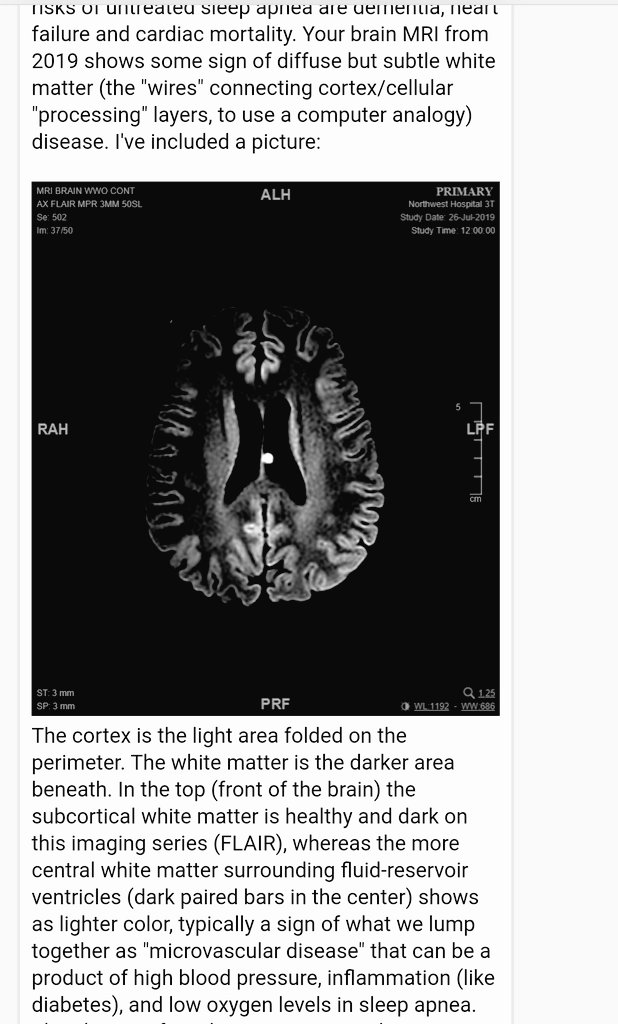 risks of untreated sleep apnea are dementia, heart
failure and cardiac mortality. Your brain MRI from
2019 shows some sign of diffuse but subtle white
matter (the "wires" connecting cortex/cellular
"processing" layers, to use a computer analogy)
disease. I've included a picture:
MRI BRAIN WWO CONT
AX FLAIR MPR 3MM 50SL
Se: 502
Im: 37/50
ALH
PRIMARY
Northwest Hospital 3T
Study Date: 26-Jul-2019
Study Time: 12:00:00
RAH
5
LPF
cm
ST: 3 mm
SP: 3 mm
PRF
1.25
WL:1192 - WW:686
The cortex is the light area folded on the
perimeter. The white matter is the darker area
beneath. In the top (front of the brain) the
subcortical white matter is healthy and dark on
this imaging series (FLAIR), whereas the more
central white matter surrounding fluid-reservoir
ventricles (dark paired bars in the center) shows
as lighter color, typically a sign of what we lump
together as "microvascular disease" that can be a
product of high blood pressure, inflammation (like
diabetes), and low oxygen levels in sleep apnea.